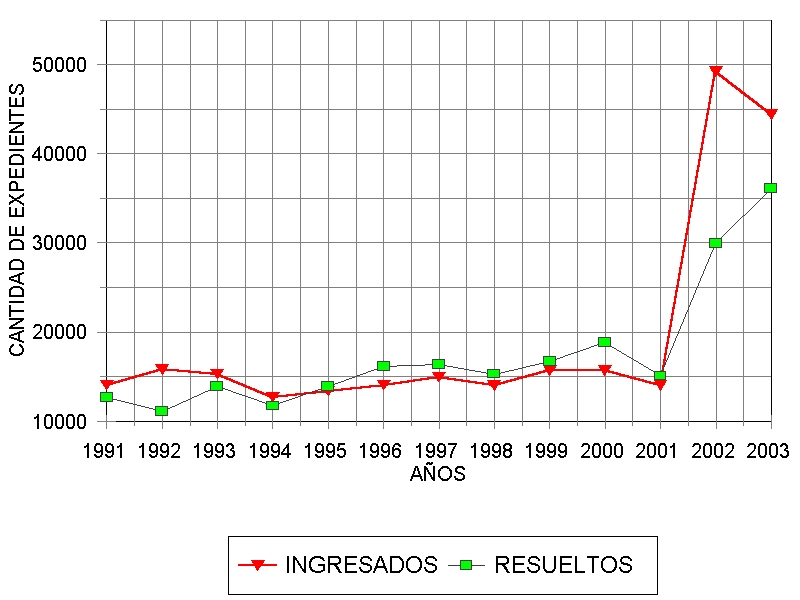 CANTIDAD DE EXPEDIENTES
50000
40000
30000
20000
10000
1991 1992 1993 1994 1995 1996 1997 1998 1999 2000 2001 2002 2003
AÑOS
INGRESADOS RESUELTOS